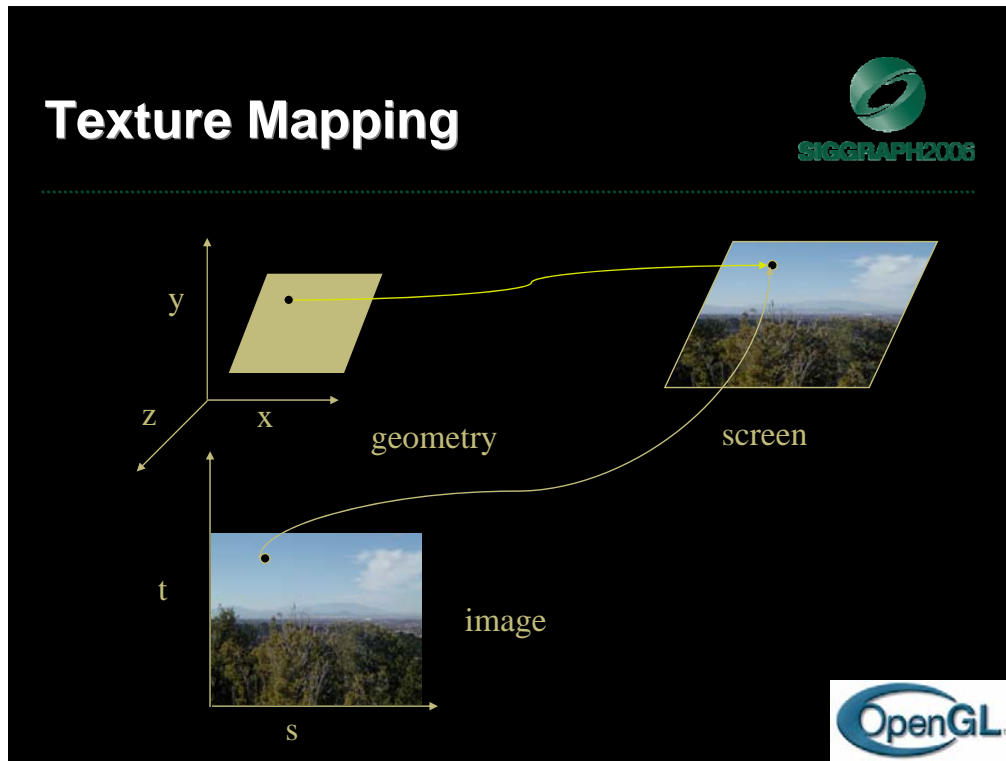 Texture Mapping
SIGGRAPH2006
y
z
x
geometry
screen
t
image
s
OpenGL